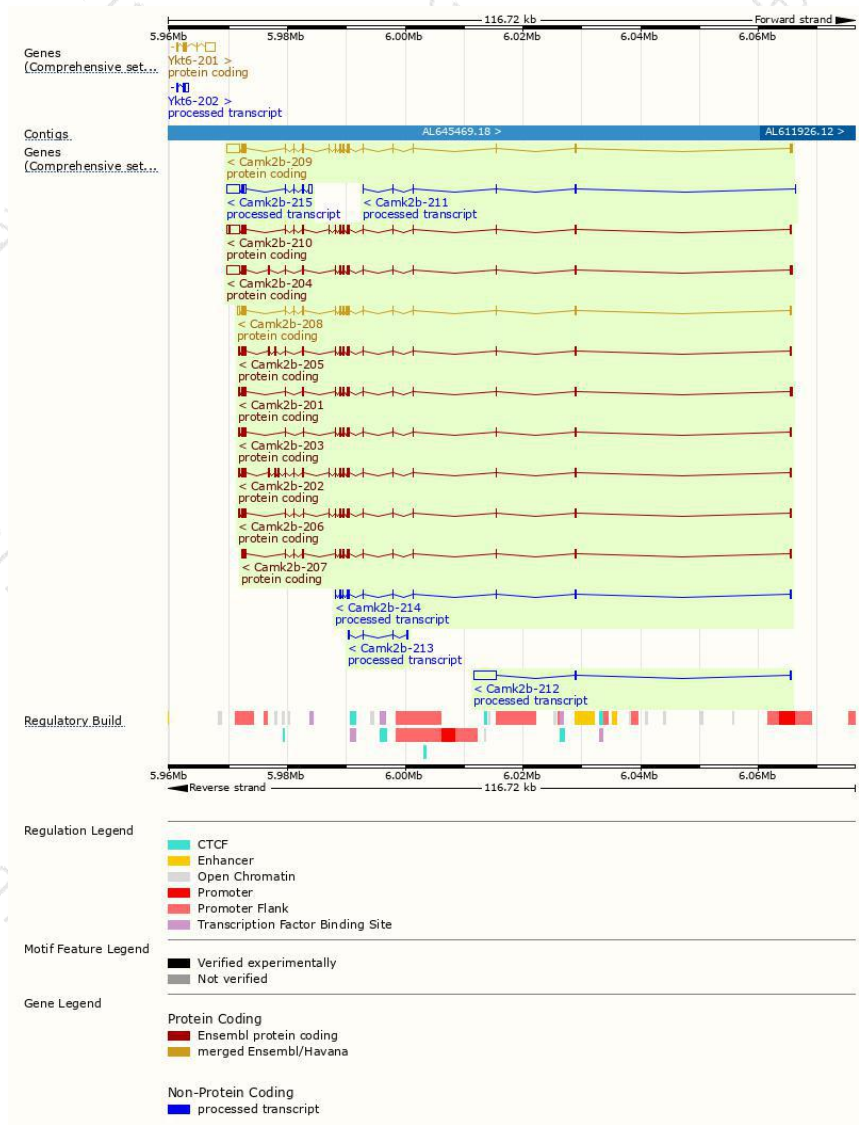 116.72 kb
Forward strand
5.96Mb 5.98Mb 6.00Mb 6.02Mb 6.04Mb 6.06Mb
Genes
(Comprehensive set...
Ykt6-201 >
protein coding
Ykt6-202 >
processed transcript
Contigs
AL645469.18 >
AL611926.12 >
Genes
(Comprehensive set...
< Camk2b-209
protein coding
< Camk2b-215
processed transcript
< Camk2b-211
processed transcript
< Camk2b-210
protein coding
< Camk2b-204
protein coding
< Camk2b-208
protein coding
< Camk2b-205
protein coding
< Camk2b-201
protein coding
< Camk2b-203
protein coding
< Camk2b-202
protein coding
< Camk2b-206
protein coding
< Camk2b-207
protein coding
< Camk2b-214
processed transcript
< Camk2b-213
processed transcript
< Camk2b-212
processed transcript
Regulatory Build
5.96Mb 5.98Mb 6.00Mb 6.02Mb 6.04Mb 6.06Mb
Reverse strand
116.72 kb
Regulation Legend
CTCF
Enhancer
Open Chromatin
Promoter
Promoter Flank
Transcription Factor Binding Site
Motif Feature Legend
Verified experimentally
Not verified
Gene Legend
Protein Coding
Ensembl protein coding
merged Ensembl/Havana
Non-Protein Coding
processed transcript